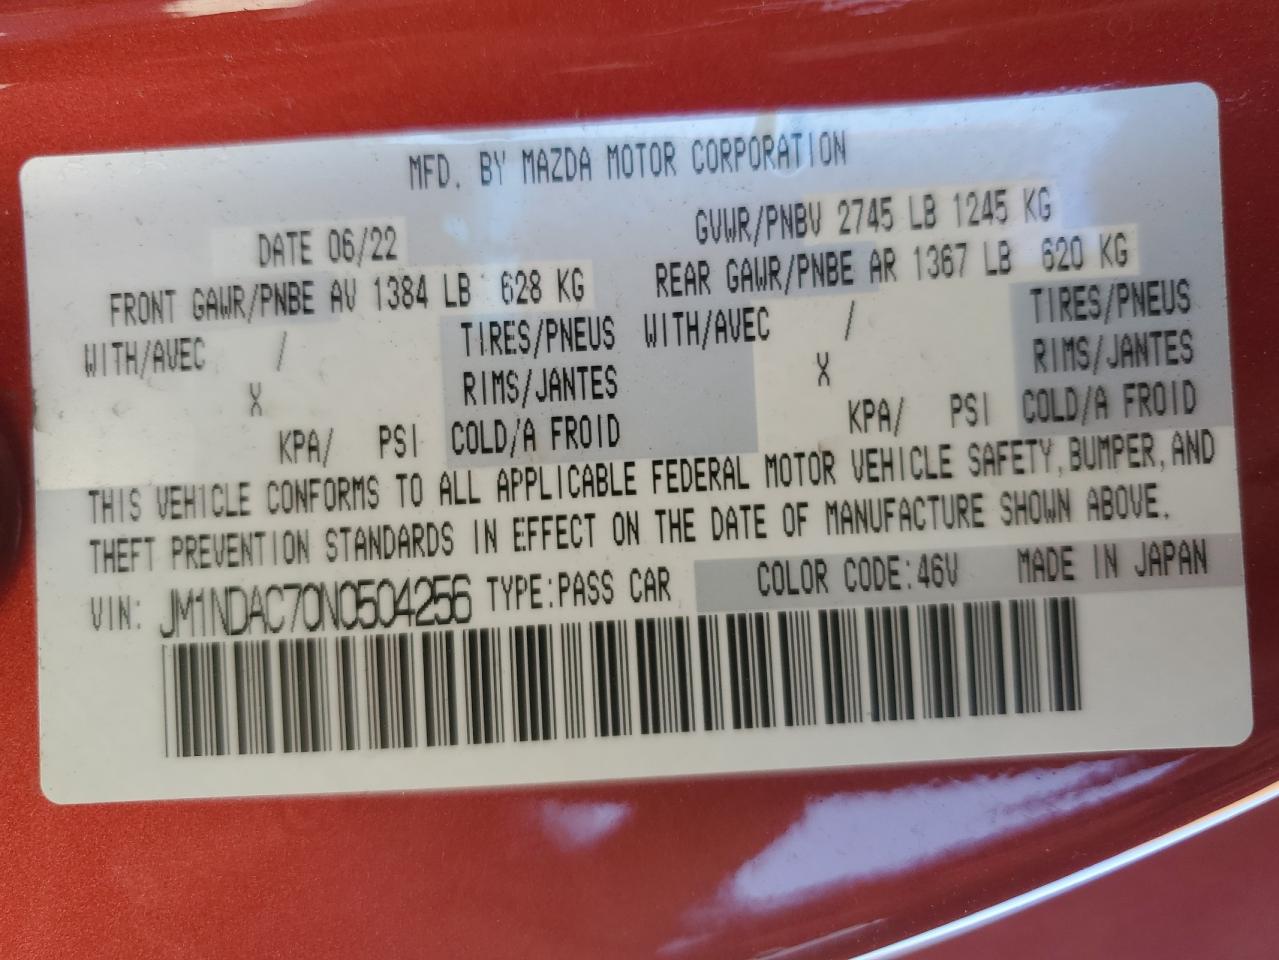 MFD. BY MAZDA MOTOR CORPORATION
DATE 06/22 GVWR/PNBV 2745 LB 1245 KG
FRONT GAWR/PNBE AV 1384 LB 628 KG REAR GAWR/PNBE AR 1367 LB 620 KG
WITH/AVEC / TIRES/PNEUS WITH/AVEC / TIRES/PNEUS
X RIMS/JANTES X RIMS/JANTES
KPA/ PSI COLD/A FROID KPA/ PSI COLD/A FROID
THIS VEHICLE CONFORMS TO ALL APPLICABLE FEDERAL MOTOR VEHICLE SAFETY, BUMPER, AND
THEFT PREVENTION STANDARDS IN EFFECT ON THE DATE OF MANUFACTURE SHOWN ABOVE.
VIN: JM1NDAC70N0504256 TYPE:PASS CAR COLOR CODE:46V MADE IN JAPAN